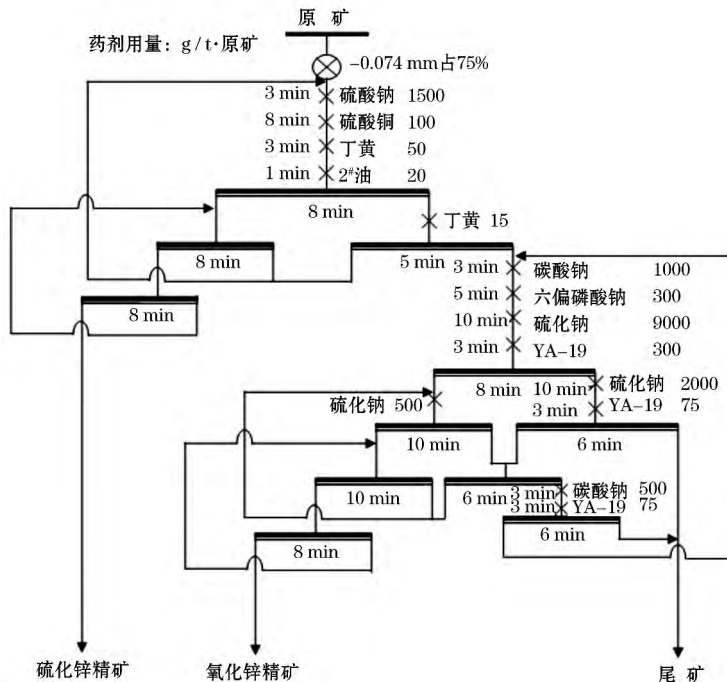 原 矿
药剂用量：g/t·原矿
-0.074 mm占75%
3 min 硫酸钠 1500
8 min 硫酸铜 100
3 min 丁黄 50
1 min 2#油 20
8 min
丁黄 15
8 min
5 min
3 min 碳酸钠 1000
5 min 六偏磷酸钠 300
10 min 硫化钠 9000
3 min YA-19 300
8 min
8 min
10 min 硫化钠 2000
3 min YA-19 75
硫化钠 500
10 min
6 min
10 min
6 min
3 min 碳酸钠 500
3 min YA-19 75
8 min
6 min
硫化锌精矿
氧化锌精矿
尾 矿